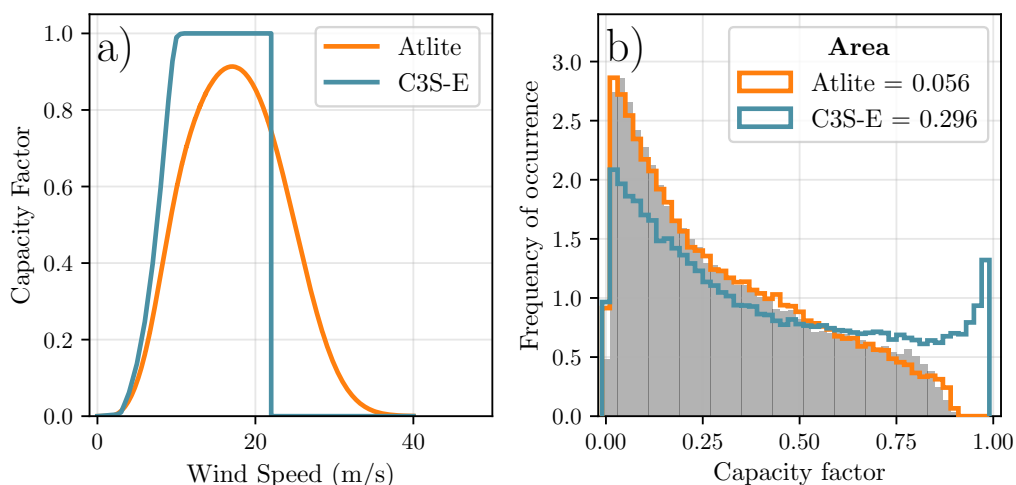 a)
Atlite
C3S-E
Capacity Factor
1.0
0.8
0.6
0.4
0.2
0.0
0
20
40
Wind Speed (m/s)
b)
Area
Atlite = 0.056
C3S-E = 0.296
Frequency of occurrence
3.0
2.5
2.0
1.5
1.0
0.5
0.0
0.00
0.25
0.50
0.75
1.00
Capacity factor